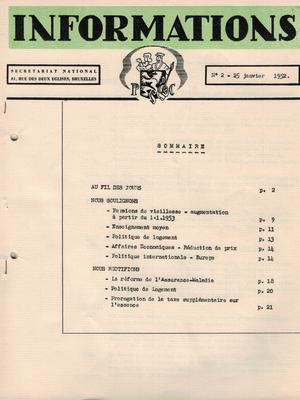 INFORMATIONS
SECRETARIAT NATIONAL
41, RUE DES DEUX EGLISES, BRUXELLES
P C
N° 2 - 25 janvier 1952.
SOMMAIRE
AU FIL DES JOURS p. 2
NOUS SOULIGNONS
- Pensions de vieillesse - augmentation
à partir du 1.1.1953 p. 9
- Enseignement moyen p. 11
- Politique de logement p. 13
- Affaires Economiques - Réduction de prix p. 14
- Politique internationale - Europe p. 14
NOUS RECTIFIONS
- La réforme de l'Assurance-Maladie p. 18
- Politique de logement p. 20
- Prorogation de la taxe supplémentaire sur
l'essence p. 21